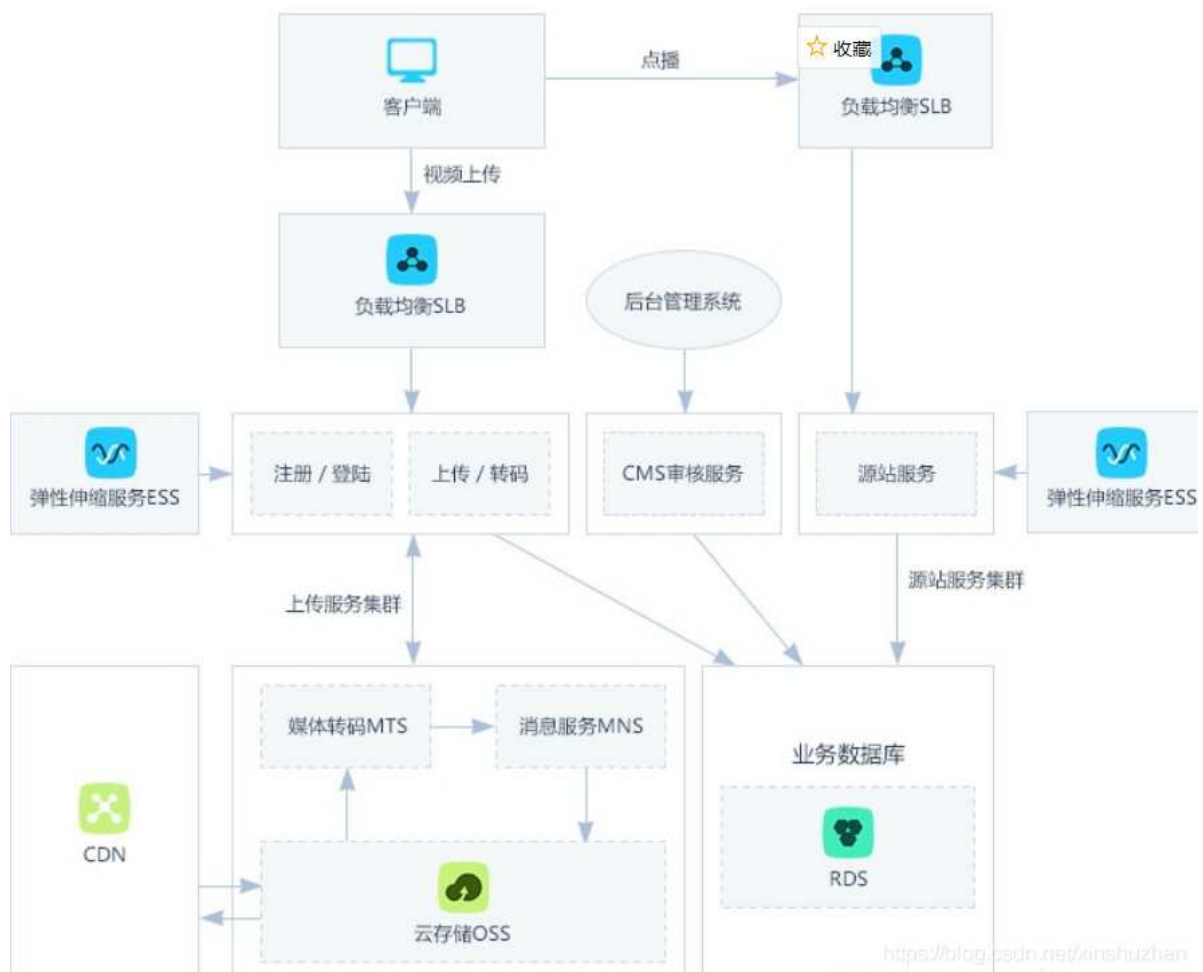 点播
☆ 收藏
客户端
负载均衡SLB
视频上传
负载均衡SLB
后台管理系统
弹性伸缩服务ESS
注册 / 登陆
上传 / 转码
CMS审核服务
源站服务
弹性伸缩服务ESS
上传服务集群
源站服务集群
媒体转码MTS
消息服务MNS
业务数据库
CDN
RDS
云存储OSS
https://blog.csdn.net/xinshuzhan